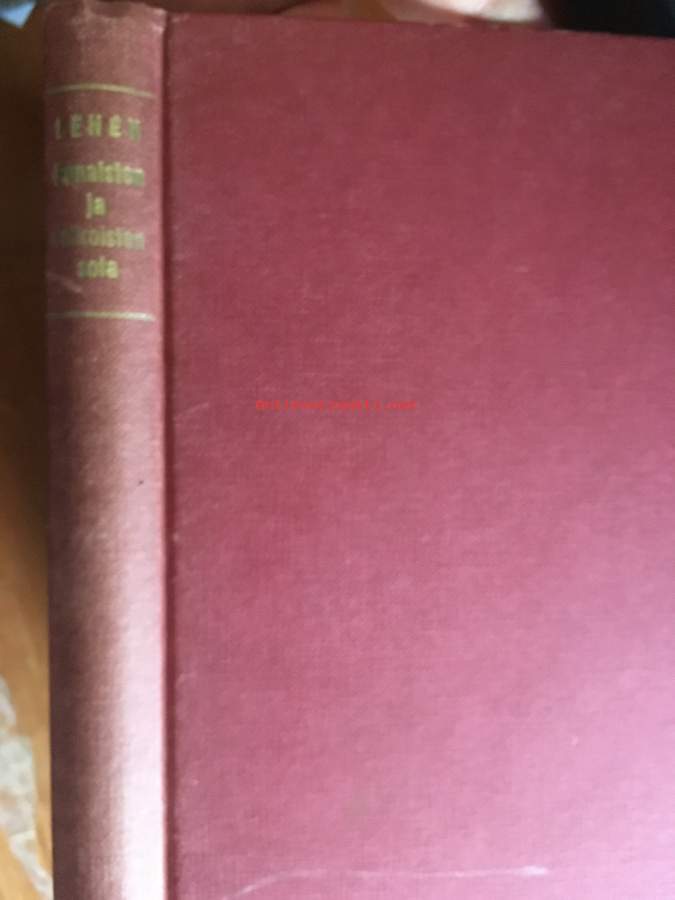 LEHEN
Punaisten
ja
valkoisten
sota